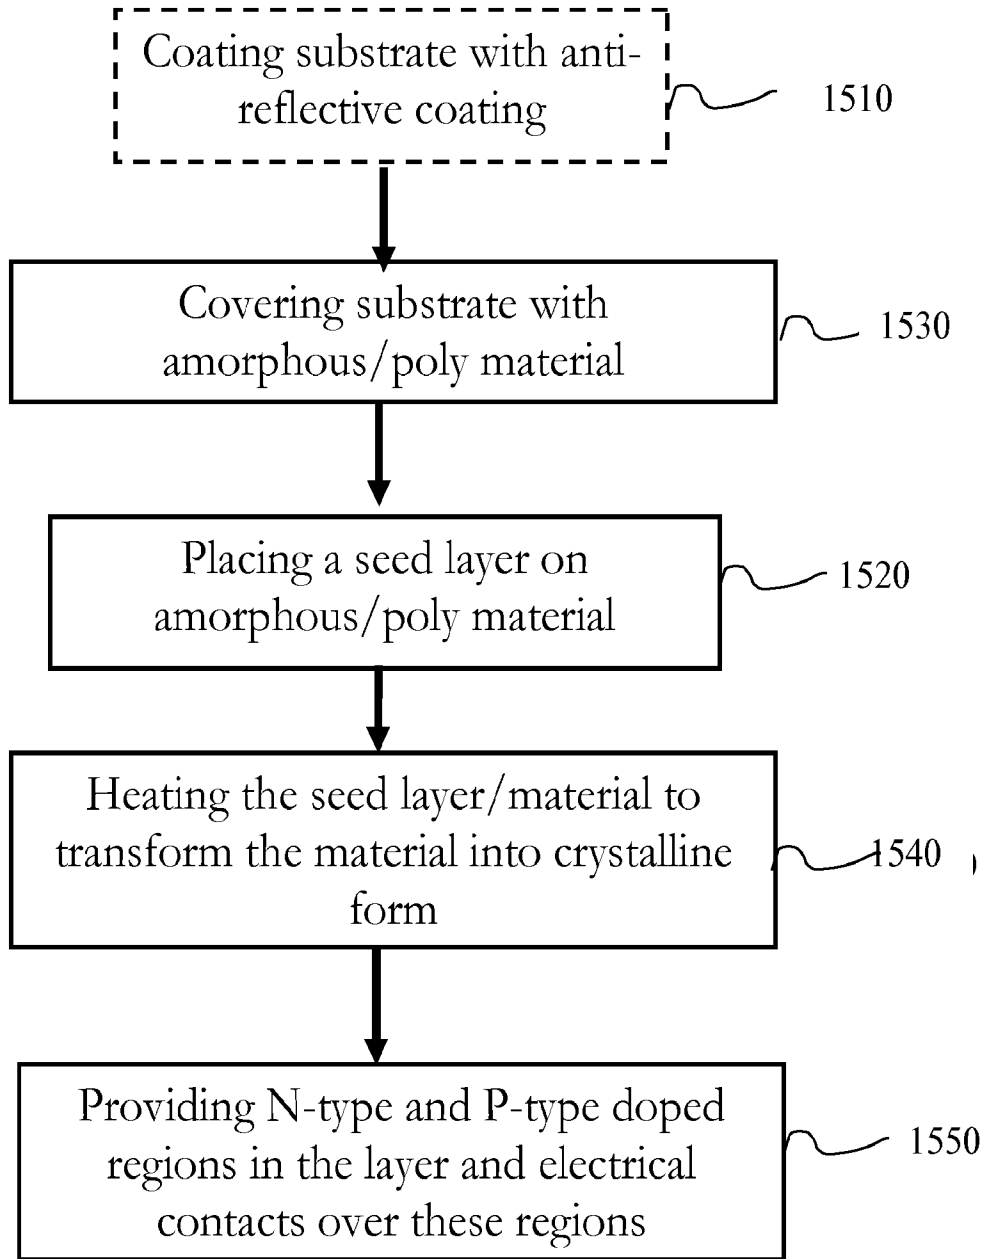 Coating substrate with anti-
reflective coating
1510
Covering substrate with
amorphous/poly material
1530
Placing a seed layer on
amorphous/poly material
1520
Heating the seed layer/material to
transform the material into crystalline
form
1540
)
Providing N-type and P-type doped
regions in the layer and electrical
contacts over these regions
1550